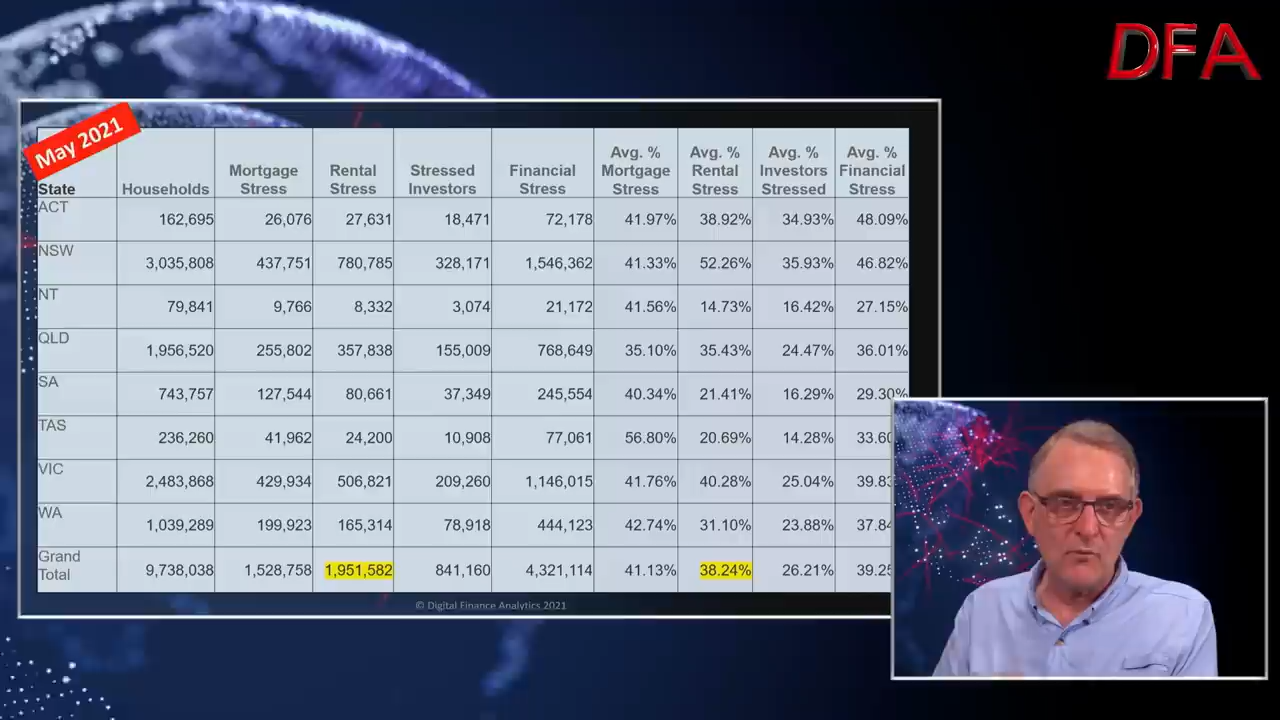 DFA
May 2021
State Households Mortgage Stress Rental Stress Stressed Investors Financial Stress Avg. % Mortgage Stress Avg. % Rental Stress Avg. % Investors Stressed Avg. % Financial Stress
ACT 162,695 26,076 27,631 18,471 72,178 41.97% 38.92% 34.93% 48.09%
NSW 3,035,808 437,751 780,785 328,171 1,546,362 41.33% 52.26% 35.93% 46.82%
NT 79,841 9,766 8,332 3,074 21,172 41.56% 14.73% 16.42% 27.15%
QLD 1,956,520 255,802 357,838 155,009 768,649 35.10% 35.43% 24.47% 36.01%
SA 743,757 127,544 80,661 37,349 245,554 40.34% 21.41% 16.29% 29.30%
TAS 236,260 41,962 24,200 10,908 77,061 56.80% 20.69% 14.28% 33.60
VIC 2,483,868 429,934 506,821 209,260 1,146,015 41.76% 40.28% 25.04% 39.83
WA 1,039,289 199,923 165,314 78,918 444,123 42.74% 31.10% 23.88% 37.84
Grand Total 9,738,038 1,528,758 1,951,582 841,160 4,321,114 41.13% 38.24% 26.21% 39.25
© Digital Finance Analytics 2021